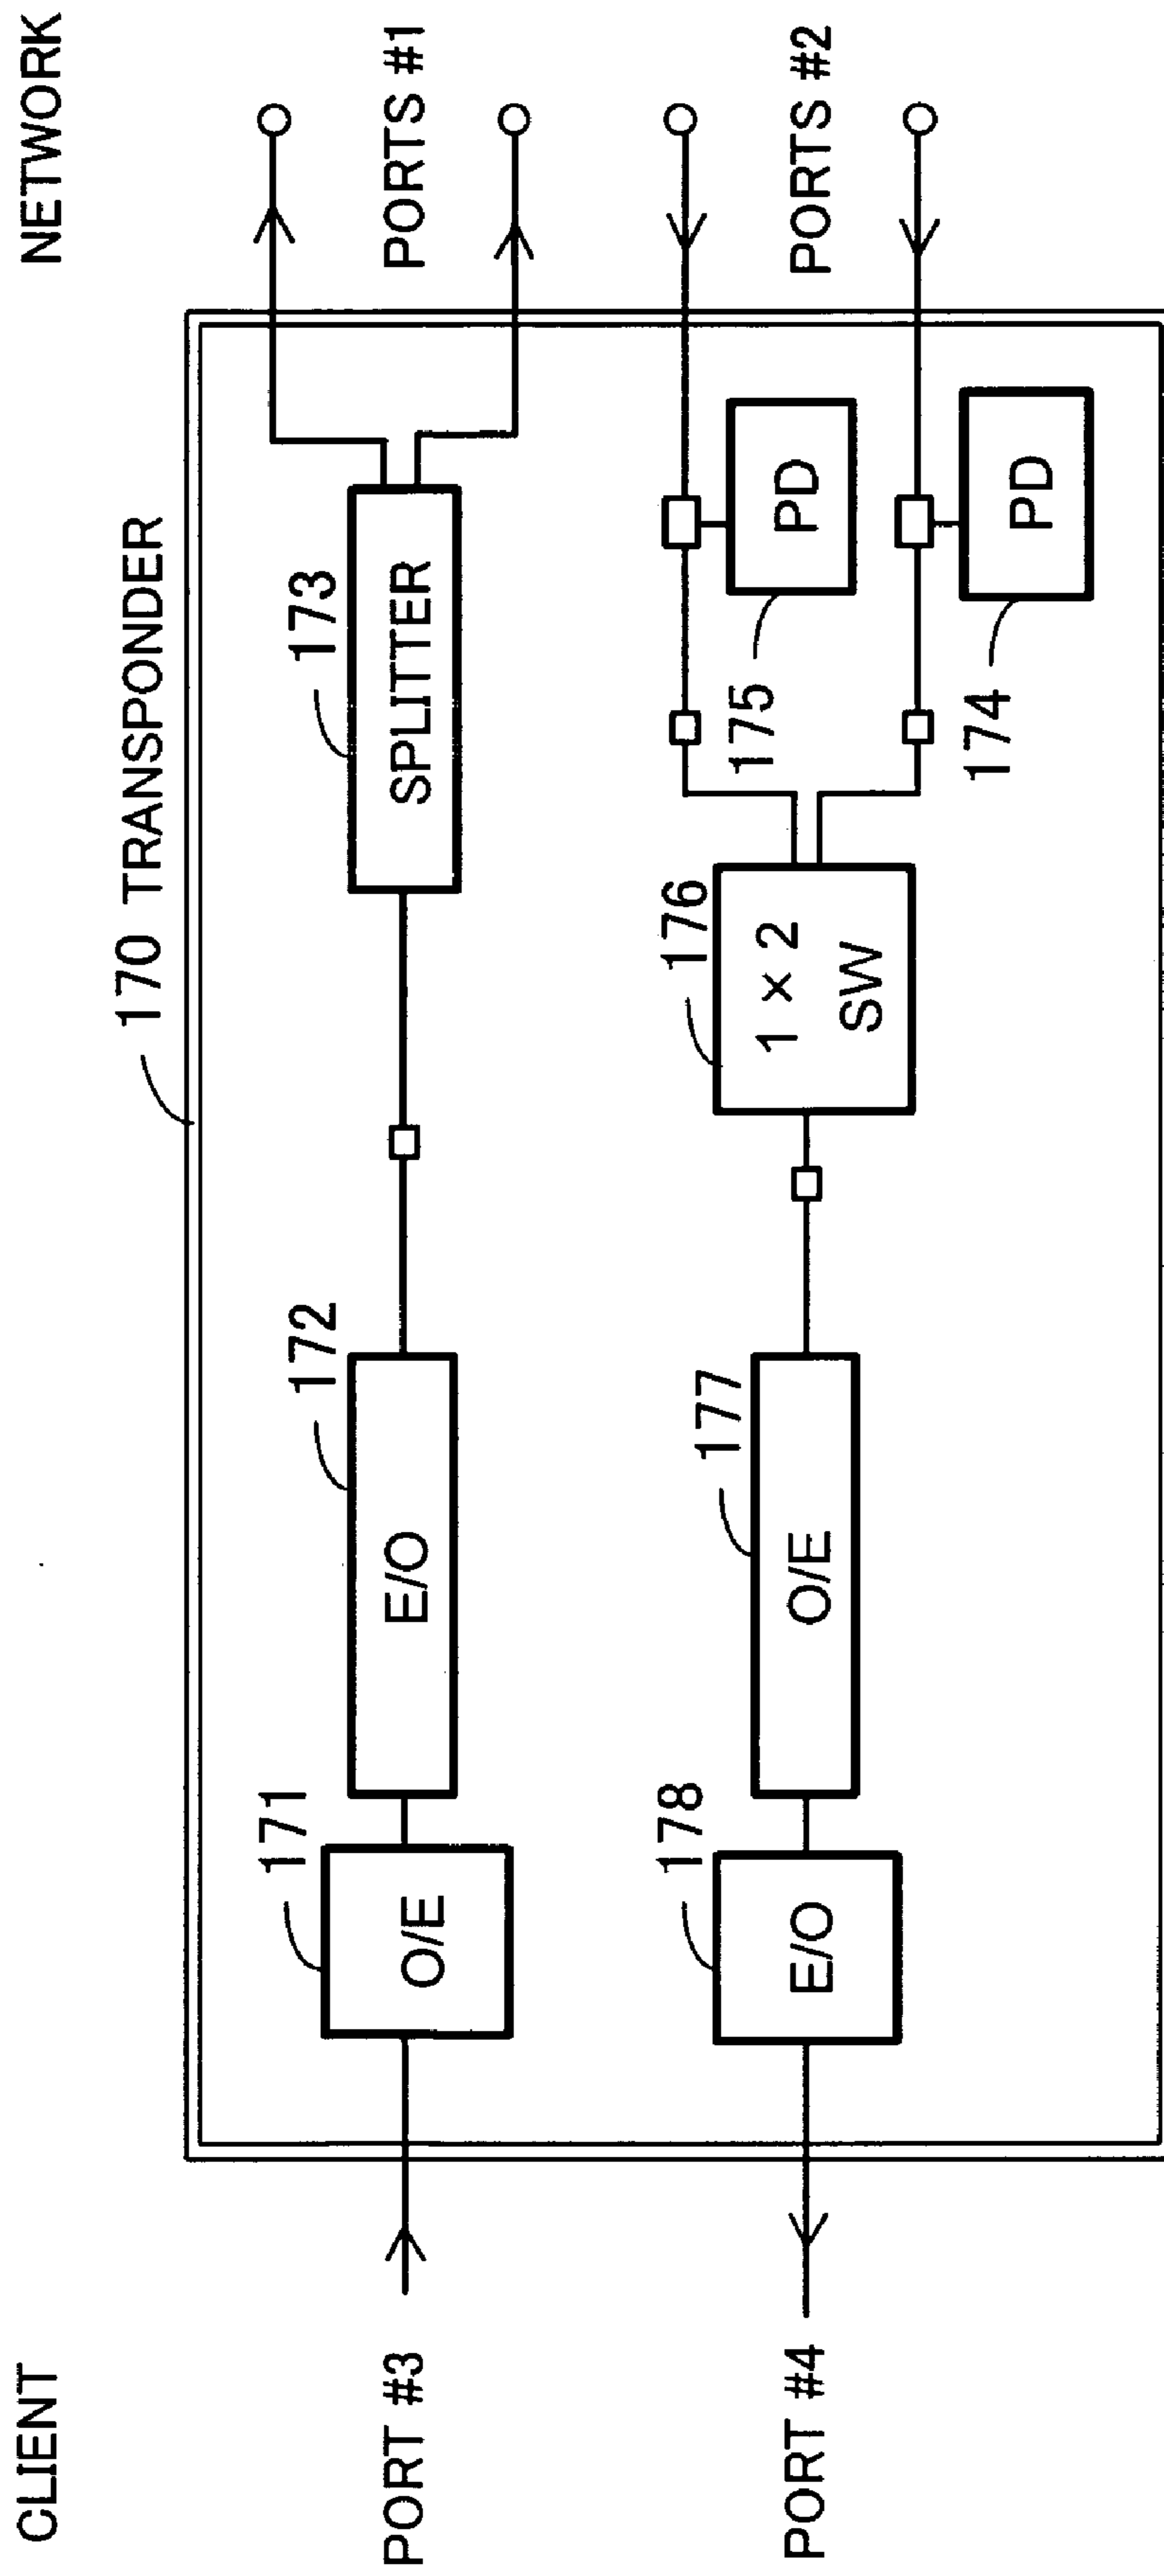 CLIENT
NETWORK
170 TRANSPONDER
PORT #3
171
O/E
172
E/O
173
SPLITTER
PORTS #1
PORT #4
178
E/O
177
O/E
176
1 × 2
SW
175
PD
174
PD
PORTS #2